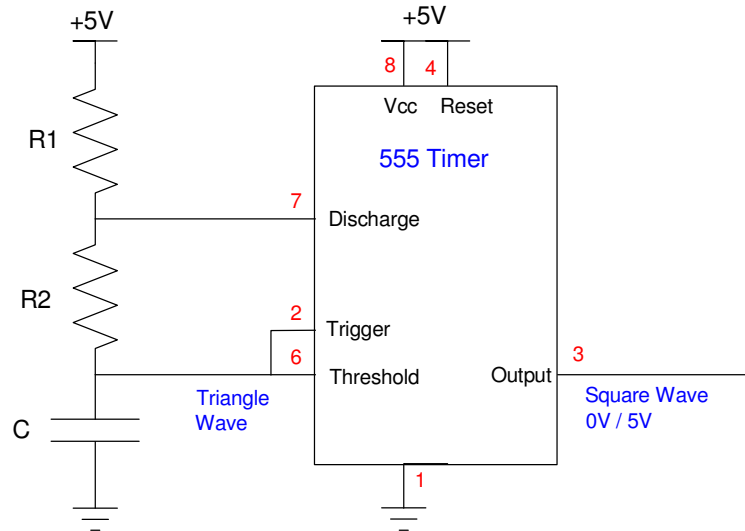 +5V
+5V
8
4
Vcc
Reset
R1
555 Timer
7
Discharge
R2
2
Trigger
6
3
Threshold
Output
Triangle
Wave
Square Wave
0V / 5V
C
1